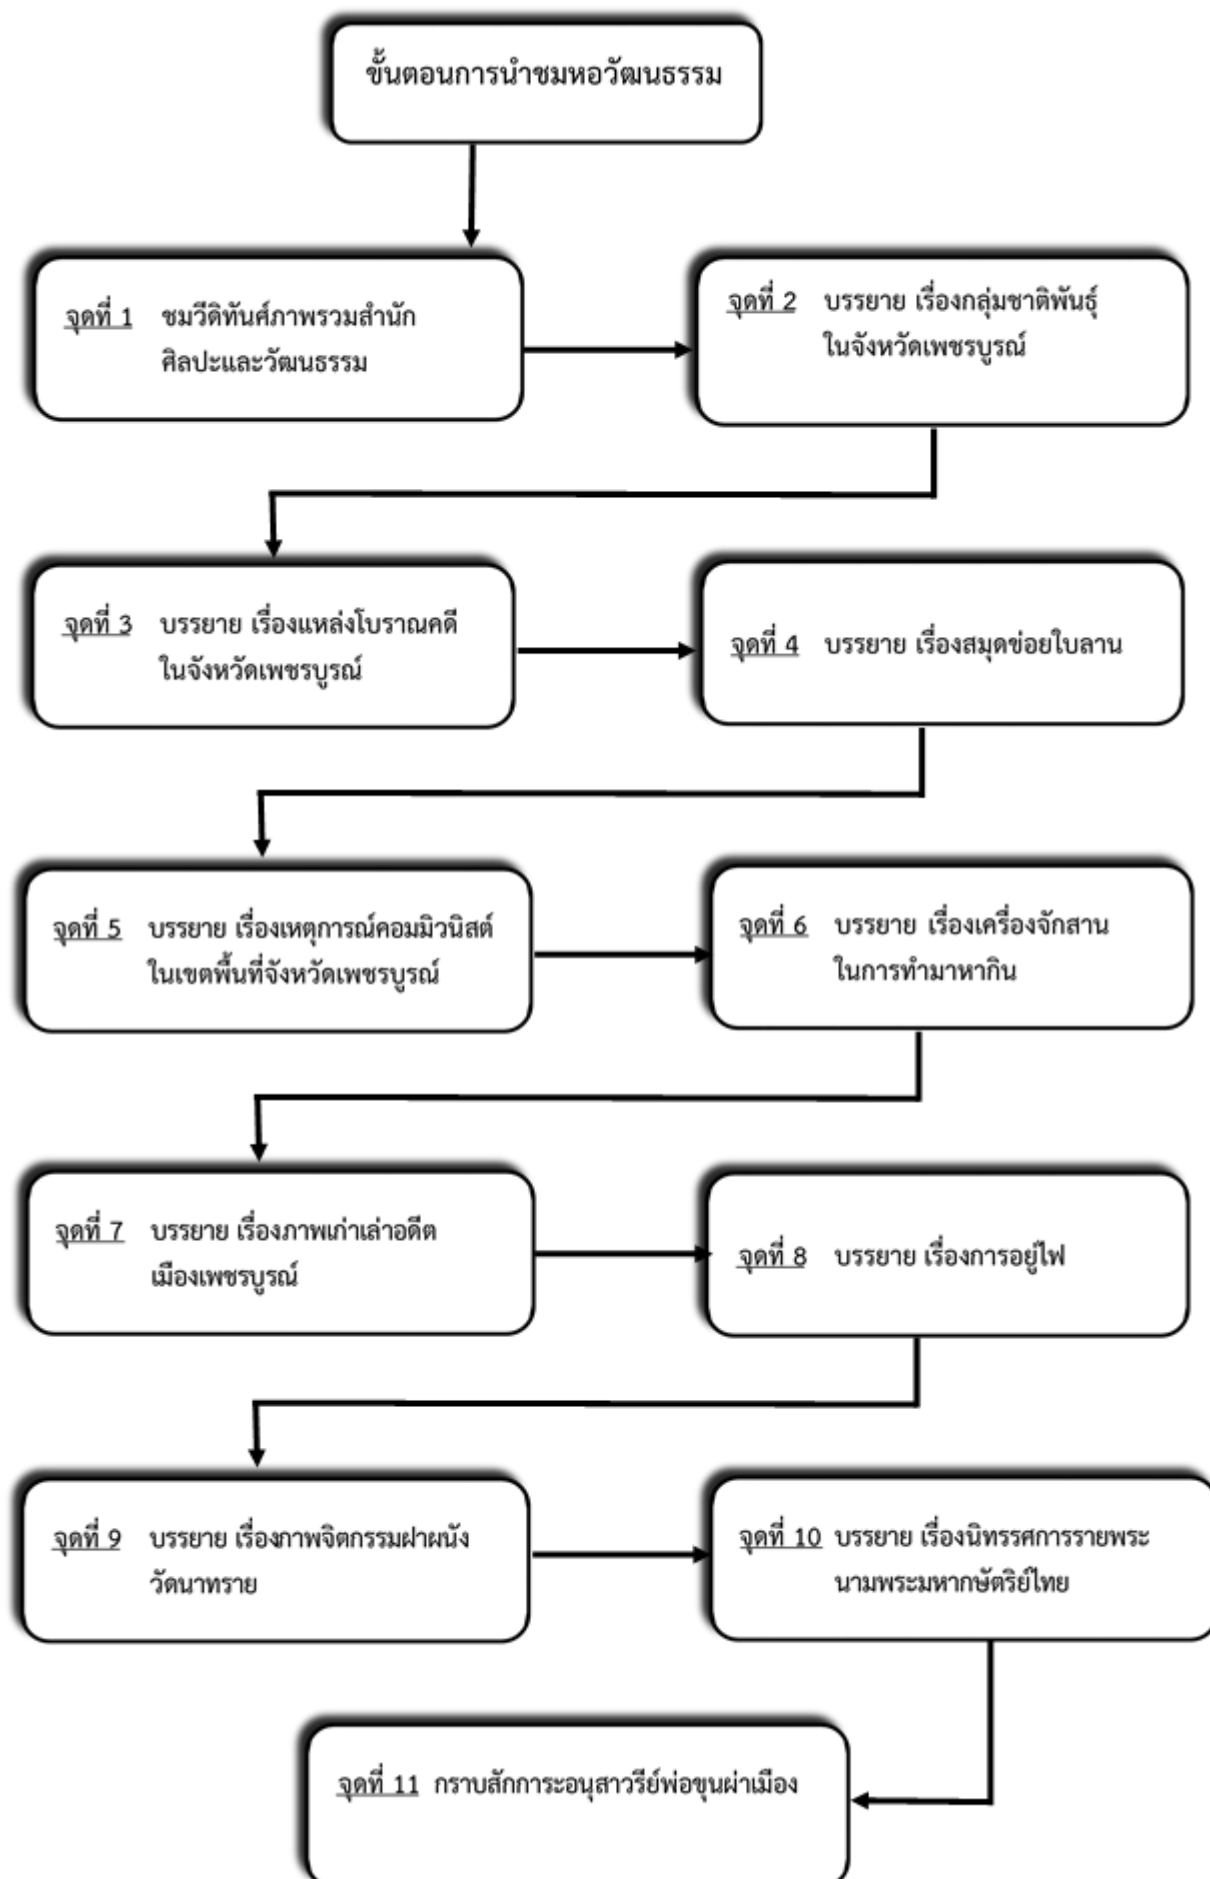 ขั้นตอนการนำชมหอวัฒนธรรม
จุดที่ 1 ชมวีดิทันศ์ภาพรวมสำนัก
ศิลปะและวัฒนธรรม
จุดที่ 2 บรรยาย เรื่องกลุ่มชาติพันธุ์
ในจังหวัดเพชรบูรณ์
จุดที่ 3 บรรยาย เรื่องแหล่งโบราณคดี
ในจังหวัดเพชรบูรณ์
จุดที่ 4 บรรยาย เรื่องสมุดข่อยใบลาน
จุดที่ 5 บรรยาย เรื่องเหตุการณ์คอมมิวนิสต์
ในเขตพื้นที่จังหวัดเพชรบูรณ์
จุดที่ 6 บรรยาย เรื่องเครื่องจักสาน
ในการทำมาหากิน
จุดที่ 7 บรรยาย เรื่องภาพเก่าเล่าอดีต
เมืองเพชรบูรณ์
จุดที่ 8 บรรยาย เรื่องการอยู่ไฟ
จุดที่ 9 บรรยาย เรื่องภาพจิตกรรมฝาผนัง
วัดนาทราย
จุดที่ 10 บรรยาย เรื่องนิทรรศการรายพระ
นามพระมหากษัตริย์ไทย
จุดที่ 11 กราบสักการะอนุสาวรีย์พ่อขุนผ่าเมือง